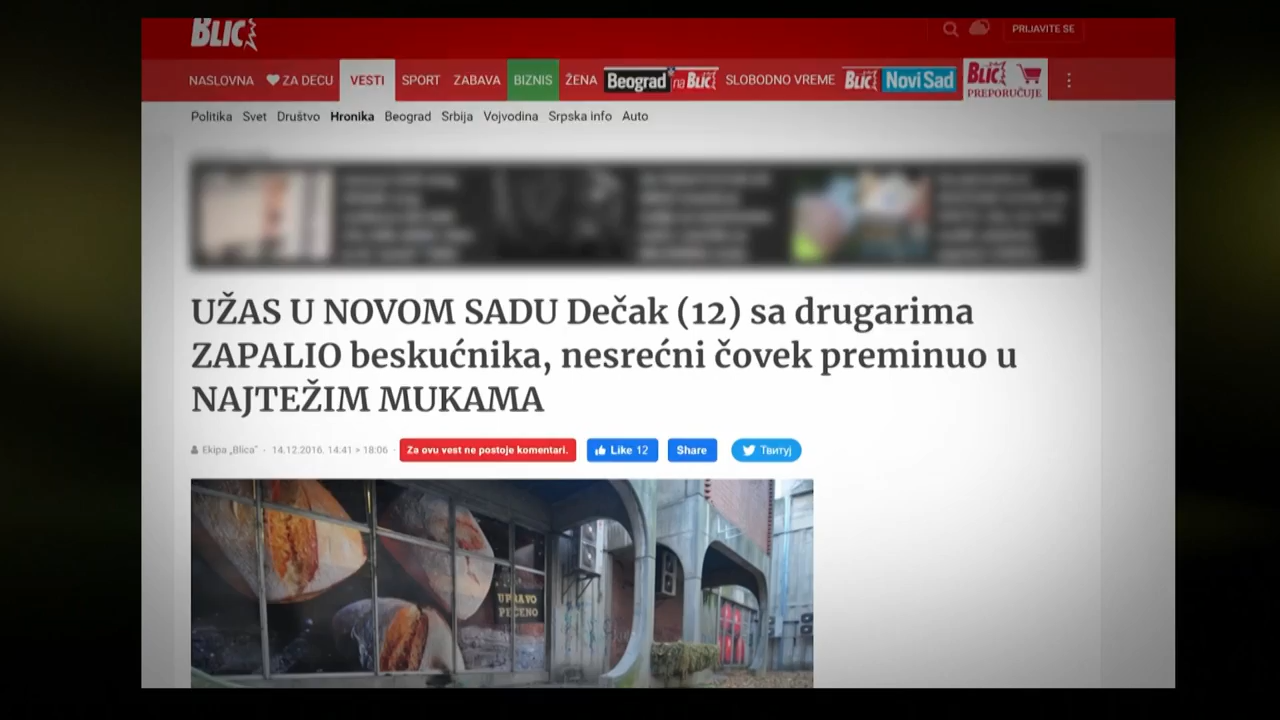 BLIC
PRIJAVITE SE
NASLOVNA ZA DECU VESTI SPORT ZABAVA BIZNIS ŽENA Beograd na BLIC SLOBODNO VREME BLIC Novi Sad BLIC PREPORUČUJE
Politika Svet Društvo Hronika Beograd Srbija Vojvodina Srpska info Auto
UŽAS U NOVOM SADU Dečak (12) sa drugarima
ZAPALIO beskućnika, nesrećni čovek preminuo u
NAJTEŽIM MUKAMA
Ekipa „Blica“ - 14.12.2016. 14:41 > 18:06 - Za ovu vest ne postoje komentari. Like 12 Share Твитуј
UPRAVO
PEČENO